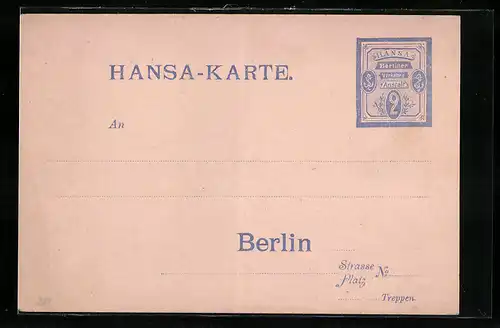 HANSA-KARTE.
HANSA
Berliner
Verkehrs
Anstalt
2
An
Berlin
Strasse
Platz
No
Treppen